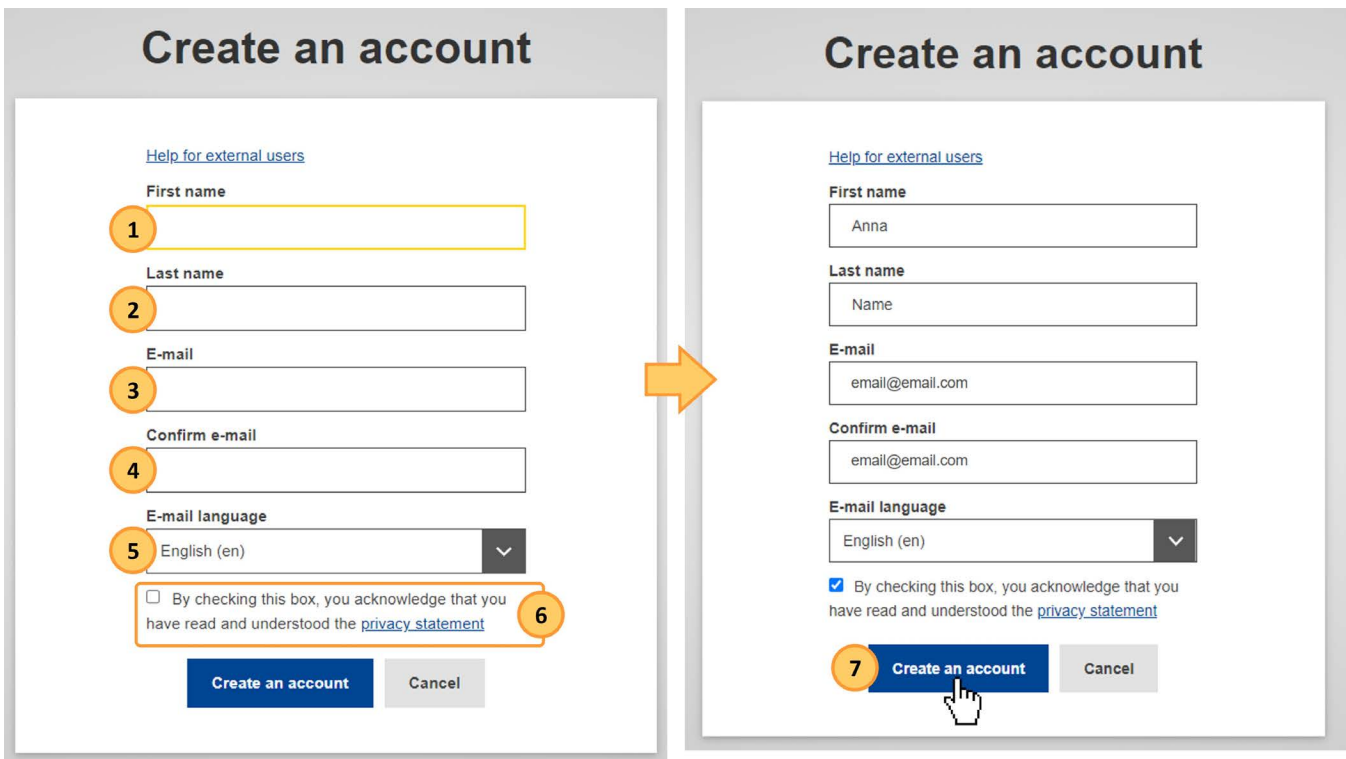 Create an account
Help for external users
First name
1
Last name
2
E-mail
3
Confirm e-mail
4
E-mail language
5 English (en)
By checking this box, you acknowledge that you
have read and understood the privacy statement
6
Create an account Cancel
Create an account
Help for external users
First name
Anna
Last name
Name
E-mail
email@email.com
Confirm e-mail
email@email.com
E-mail language
English (en)
By checking this box, you acknowledge that you
have read and understood the privacy statement
7 Create an account Cancel